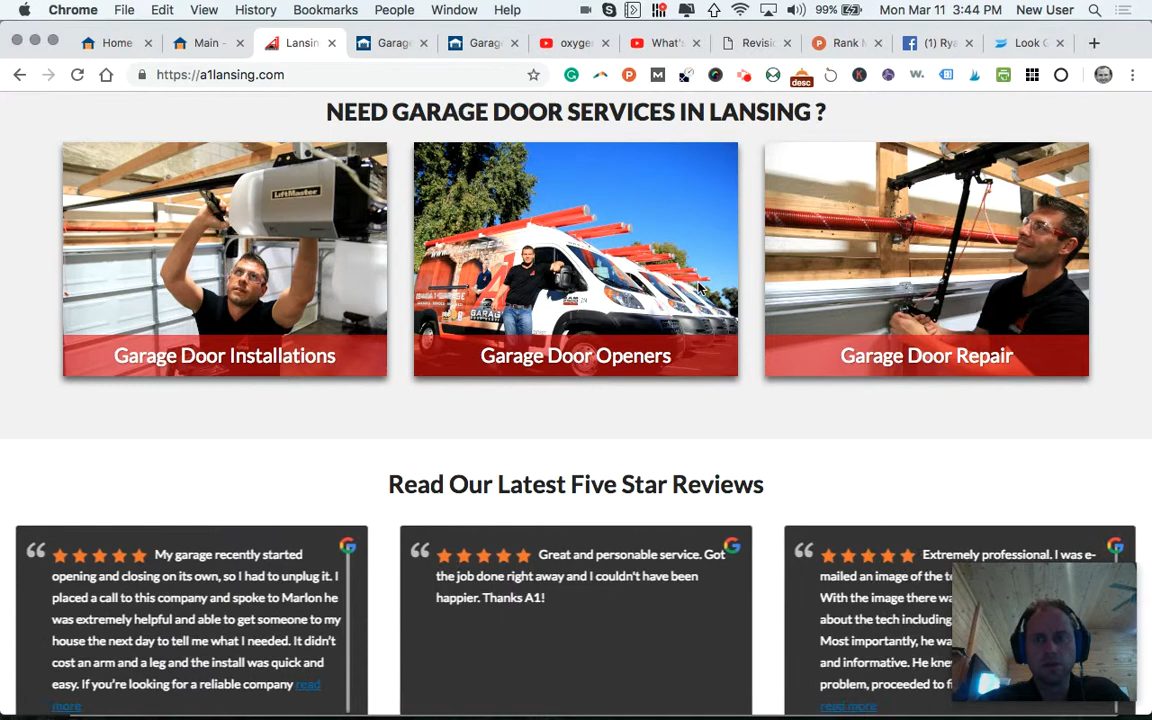 Chrome File Edit View History Bookmarks People Window Help 99% Mon Mar 11 3:44 PM New User
Home Main - Lansin Garage Garag oxyge What's Revisi Rank M (1) Rya Look G
https://a1lansing.com
desc
NEED GARAGE DOOR SERVICES IN LANSING ?
LiftMaster
GARAG
Garage Door Installations
Garage Door Openers
Garage Door Repair
Read Our Latest Five Star Reviews
My garage recently started
opening and closing on its own, so I had to unplug it. I
placed a call to this company and spoke to Marlon he
was extremely helpful and able to get someone to my
house the next day to tell me what I needed. It didn't
cost an arm and a leg and the install was quick and
easy. If you're looking for a reliable company read
more
Great and personable service. Got
the job done right away and I couldn't have been
happier. Thanks A1!
Extremely professional. I was e-
mailed an image of the te
With the image there wa
about the tech including
Most importantly, he wa
and informative. He knew
problem, proceeded to fi
read more